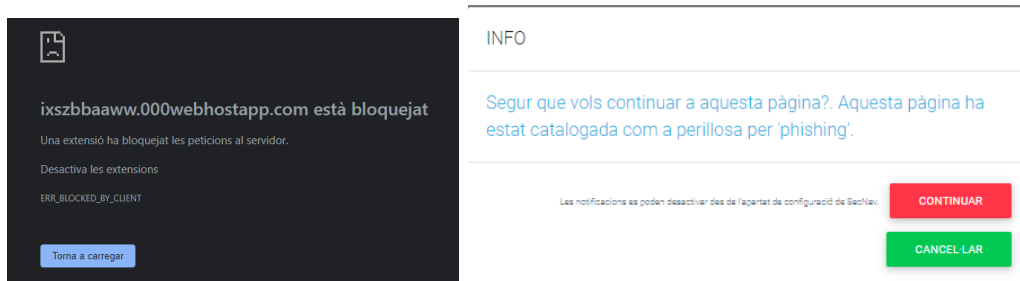 ixszbbaaww.000webhostapp.com està bloquejat
Una extensió ha bloquejat les peticions al servidor.
Desactiva les extensions
ERR_BLOCKED_BY_CLIENT
Torna a carregar
INFO
Segur que vols continuar a aquesta pàgina?. Aquesta pàgina ha
estat catalogada com a perillosa per 'phishing'.
Les notificacions es poden desactivar des de l'apartat de configuració de SecNav.
CONTINUAR
CANCEL·LAR